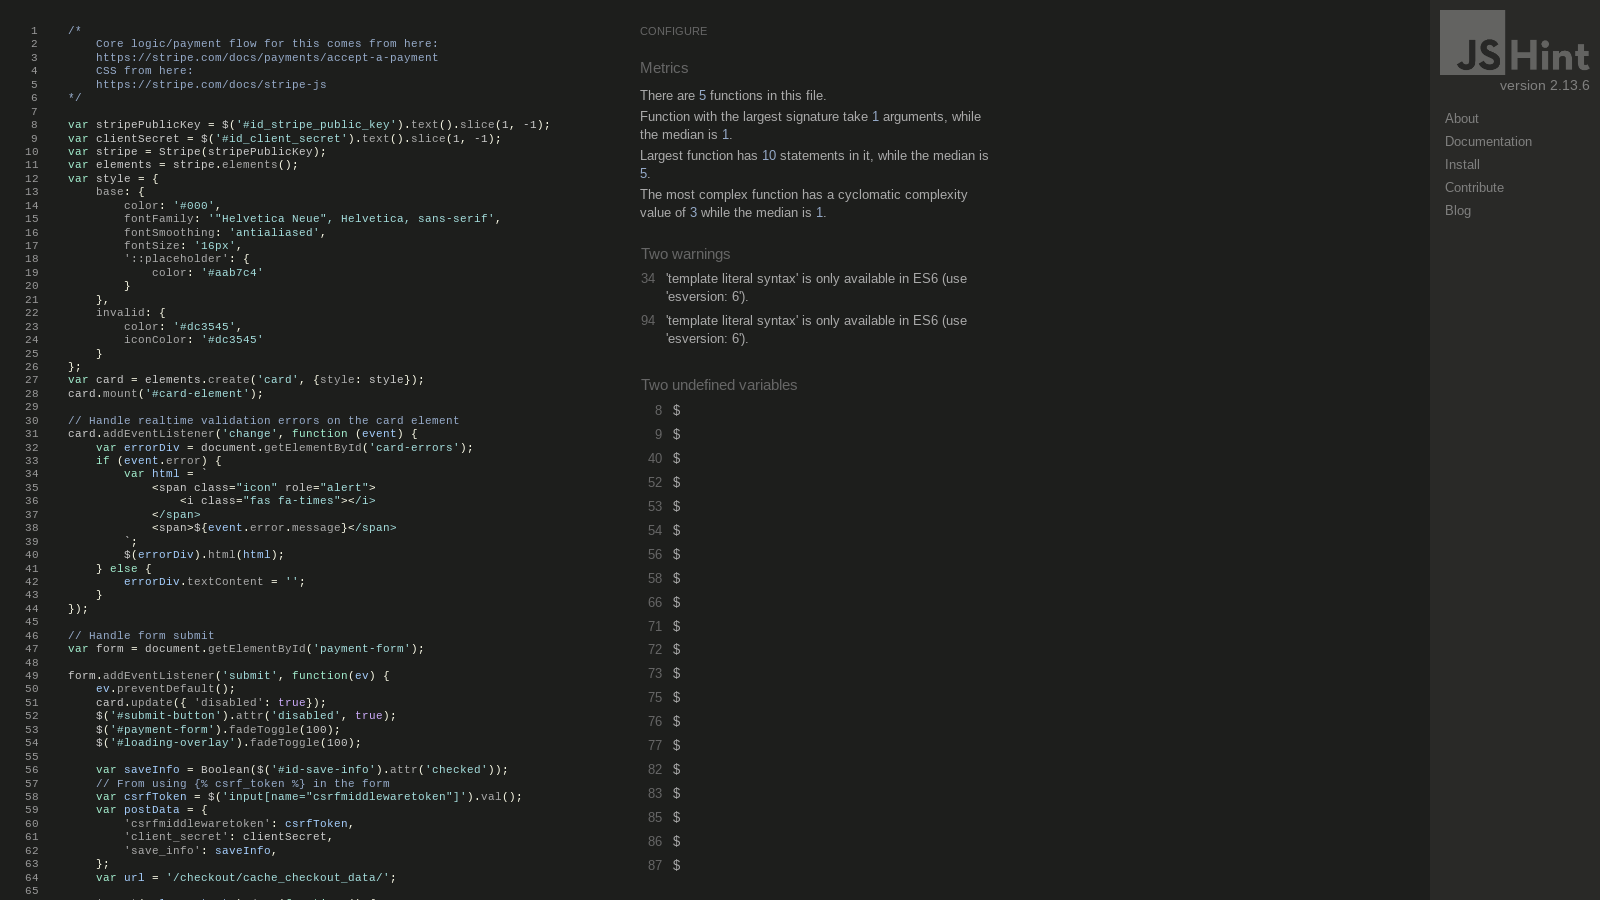 1 /*
2 Core logic/payment flow for this comes from here:
3 https://stripe.com/docs/payments/accept-a-payment
4 CSS from here:
5 https://stripe.com/docs/stripe-js
6 */
7
8 var stripePublicKey = $('#id_stripe_public_key').text().slice(1, -1);
9 var clientSecret = $('#id_client_secret').text().slice(1, -1);
10 var stripe = Stripe(stripePublicKey);
11 var elements = stripe.elements();
12 var style = {
13 base: {
14 color: '#000',
15 fontFamily: '"Helvetica Neue", Helvetica, sans-serif',
16 fontSmoothing: 'antialiased',
17 fontSize: '16px',
18 '::placeholder': {
19 color: '#aab7c4'
20 }
21 },
22 invalid: {
23 color: '#dc3545',
24 iconColor: '#dc3545'
25 }
26 };
27 var card = elements.create('card', {style: style});
28 card.mount('#card-element');
29
30 // Handle realtime validation errors on the card element
31 card.addEventListener('change', function (event) {
32 var errorDiv = document.getElementById('card-errors');
33 if (event.error) {
34 var html = `
35 <span class="icon" role="alert">
36 <i class="fas fa-times"></i>
37 </span>
38 <span>${event.error.message}</span>
39 `;
40 $(errorDiv).html(html);
41 } else {
42 errorDiv.textContent = '';
43 }
44 });
45
46 // Handle form submit
47 var form = document.getElementById('payment-form');
48
49 form.addEventListener('submit', function(ev) {
50 ev.preventDefault();
51 card.update({ 'disabled': true});
52 $('#submit-button').attr('disabled', true);
53 $('#payment-form').fadeToggle(100);
54 $('#loading-overlay').fadeToggle(100);
55
56 var saveInfo = Boolean($('#id-save-info').attr('checked'));
57 // From using {% csrf_token %} in the form
58 var csrfToken = $('input[name="csrfmiddlewaretoken"]').val();
59 var postData = {
60 'csrfmiddlewaretoken': csrfToken,
61 'client_secret': clientSecret,
62 'save_info': saveInfo,
63 };
64 var url = '/checkout/cache_checkout_data/';
65
CONFIGURE
Metrics
There are 5 functions in this file.
Function with the largest signature take 1 arguments, while
the median is 1.
Largest function has 10 statements in it, while the median is
5.
The most complex function has a cyclomatic complexity
value of 3 while the median is 1.
Two warnings
34 'template literal syntax' is only available in ES6 (use
'esversion: 6').
94 'template literal syntax' is only available in ES6 (use
'esversion: 6').
Two undefined variables
8 $
9 $
40 $
52 $
53 $
54 $
56 $
58 $
66 $
71 $
72 $
73 $
75 $
76 $
77 $
82 $
83 $
85 $
86 $
87 $
JSHint
version 2.13.6
About
Documentation
Install
Contribute
Blog